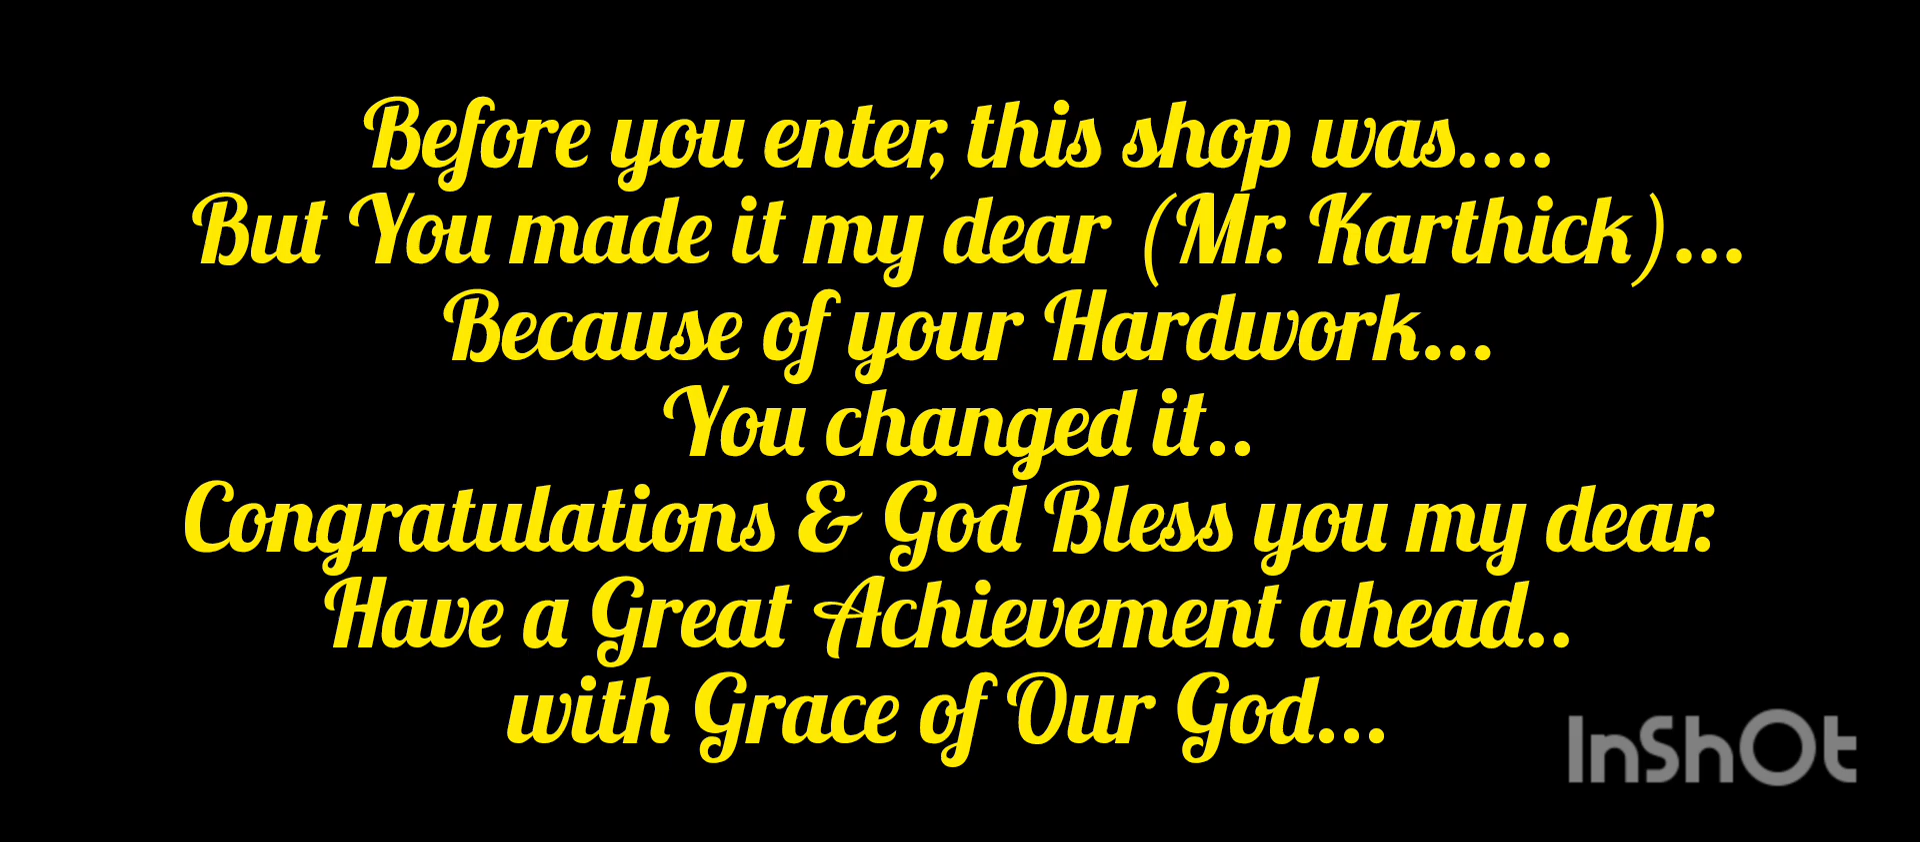 Before you enter, this shop was....
But You made it my dear (Mr. Karthick)...
Because of your Hardwork...
You changed it..
Congratulations & God Bless you my dear.
Have a Great Achievement ahead..
with Grace of Our God...
InShOt